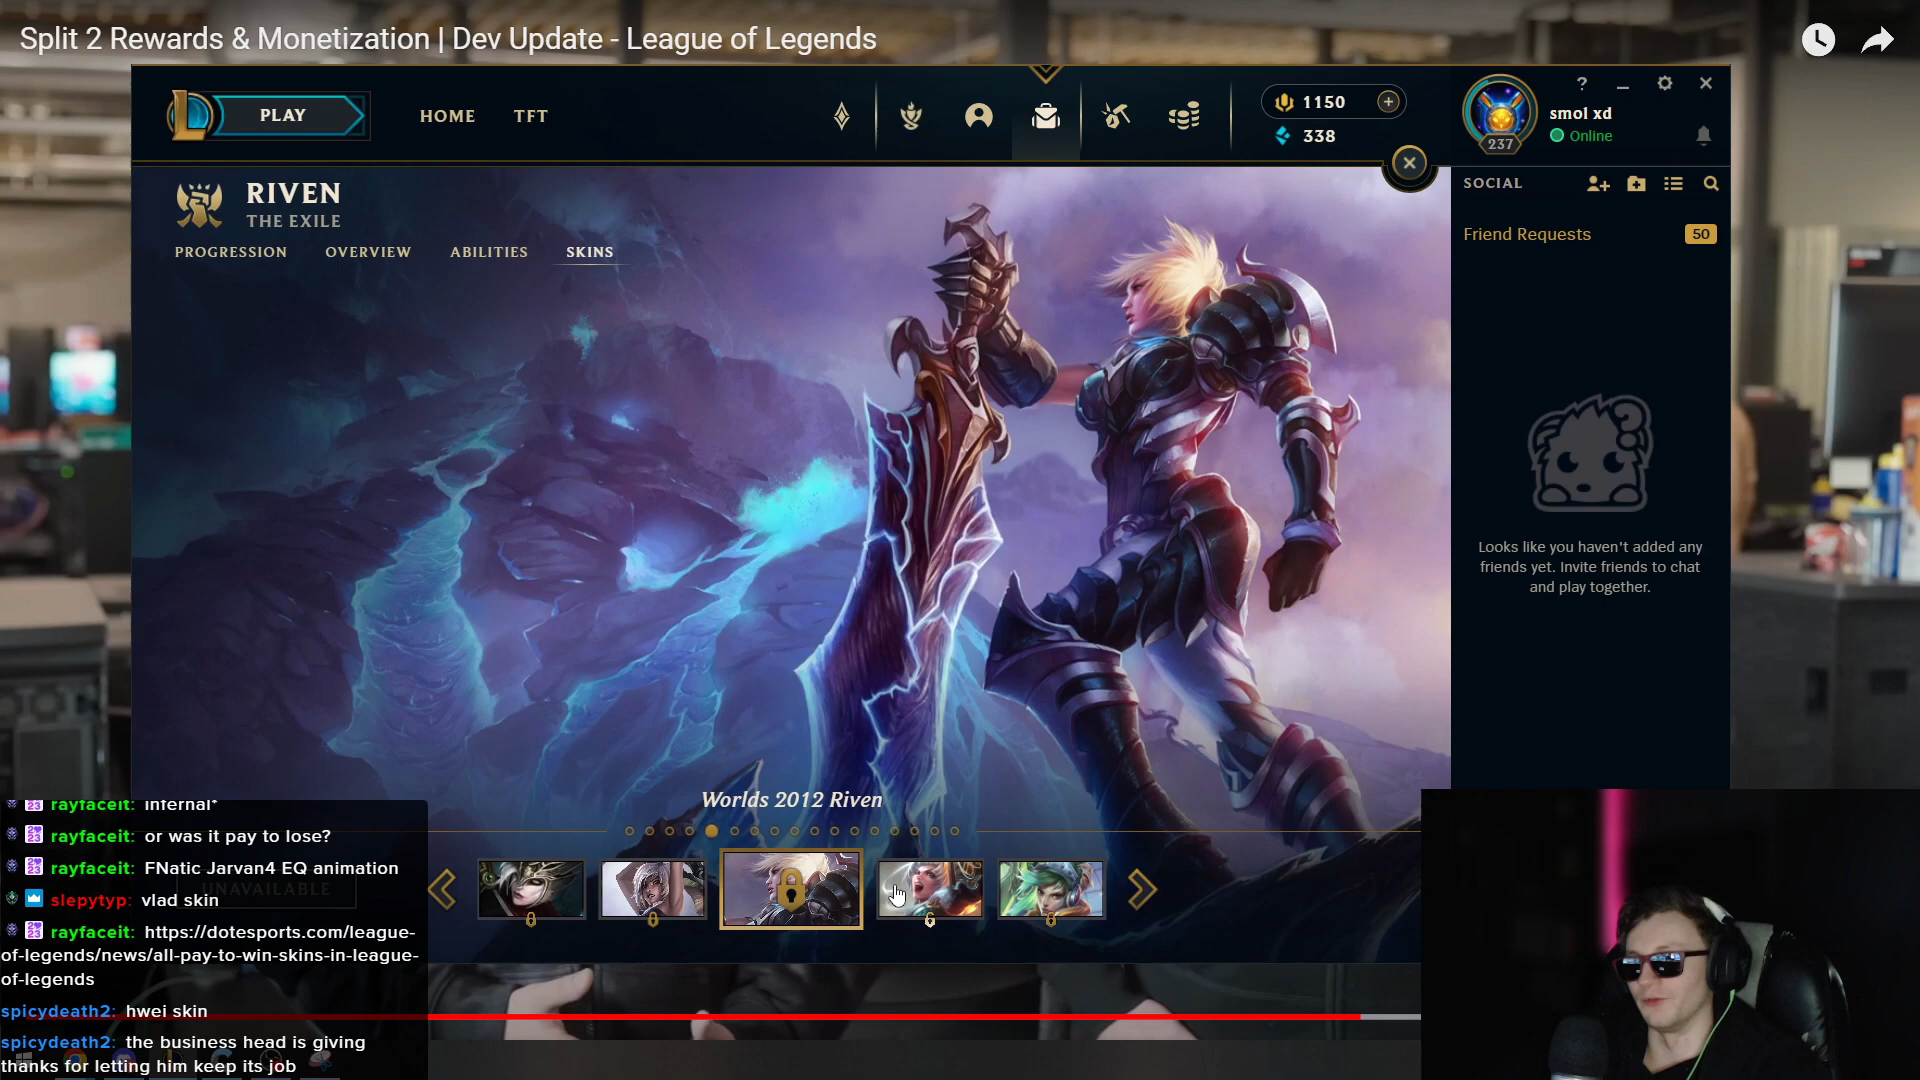 Split 2 Rewards & Monetization | Dev Update - League of Legends
PLAY
HOME
TFT
1150
338
237
?
smol xd
Online
RIVEN
THE EXILE
PROGRESSION
OVERVIEW
ABILITIES
SKINS
SOCIAL
Friend Requests
50
Looks like you haven't added any
friends yet. Invite friends to chat
and play together.
Worlds 2012 Riven
UNAVAILABLE
rayfaceit: infernal*
rayfaceit: or was it pay to lose?
rayfaceit: FNatic Jarvan4 EQ animation
slepytyp: vlad skin
rayfaceit: https://dotesports.com/league-
of-legends/news/all-pay-to-win-skins-in-league-
of-legends
spicydeath2: hwei skin
spicydeath2: the business head is giving
thanks for letting him keep its job